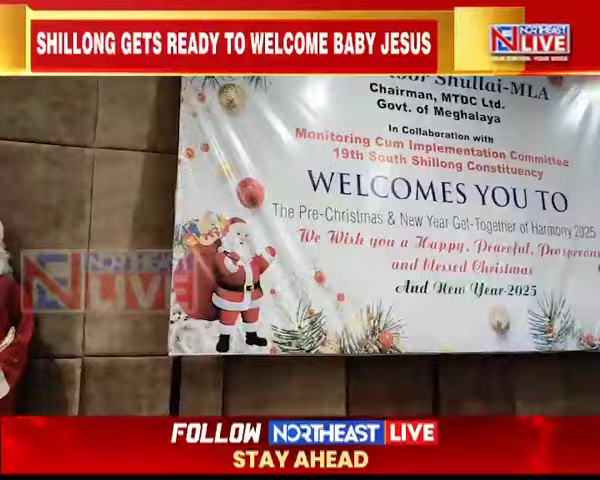 SHILLONG GETS READY TO WELCOME BABY JESUS
NORTHEAST
LIVE
Shullai-MLA
Chairman, MTDC Ltd.
Govt. of Meghalaya
In Collaboration with
Monitoring Cum Implementation Committee
19th South Shillong Constituency
WELCOMES YOU TO
The Pre-Christmas & New Year Get-Together of Harmony 2025
We Wish you a Happy, Peaceful, Prosperous
and blessed Christmas
And New Year-2025
NORTHEAST
LIVE
FOLLOW NORTHEAST LIVE
STAY AHEAD